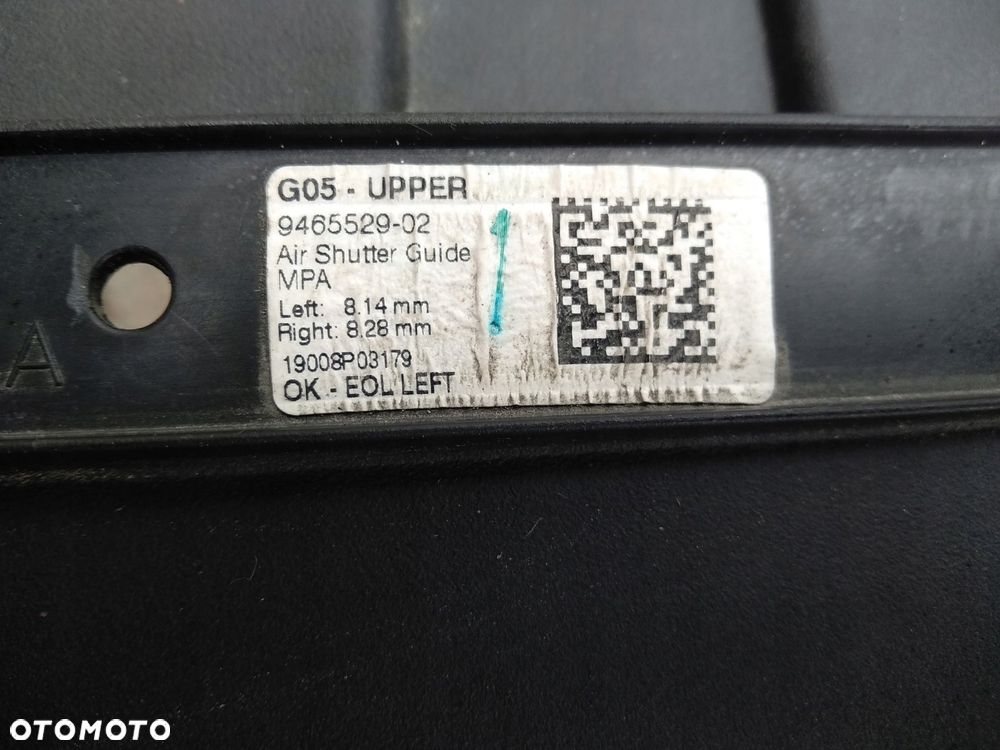 G05 - UPPER
9465529-02
Air Shutter Guide
MPA
Left: 8.14 mm
Right: 8.28 mm
19008P03179
OK - EOL LEFT
1
A
OTOMOTO